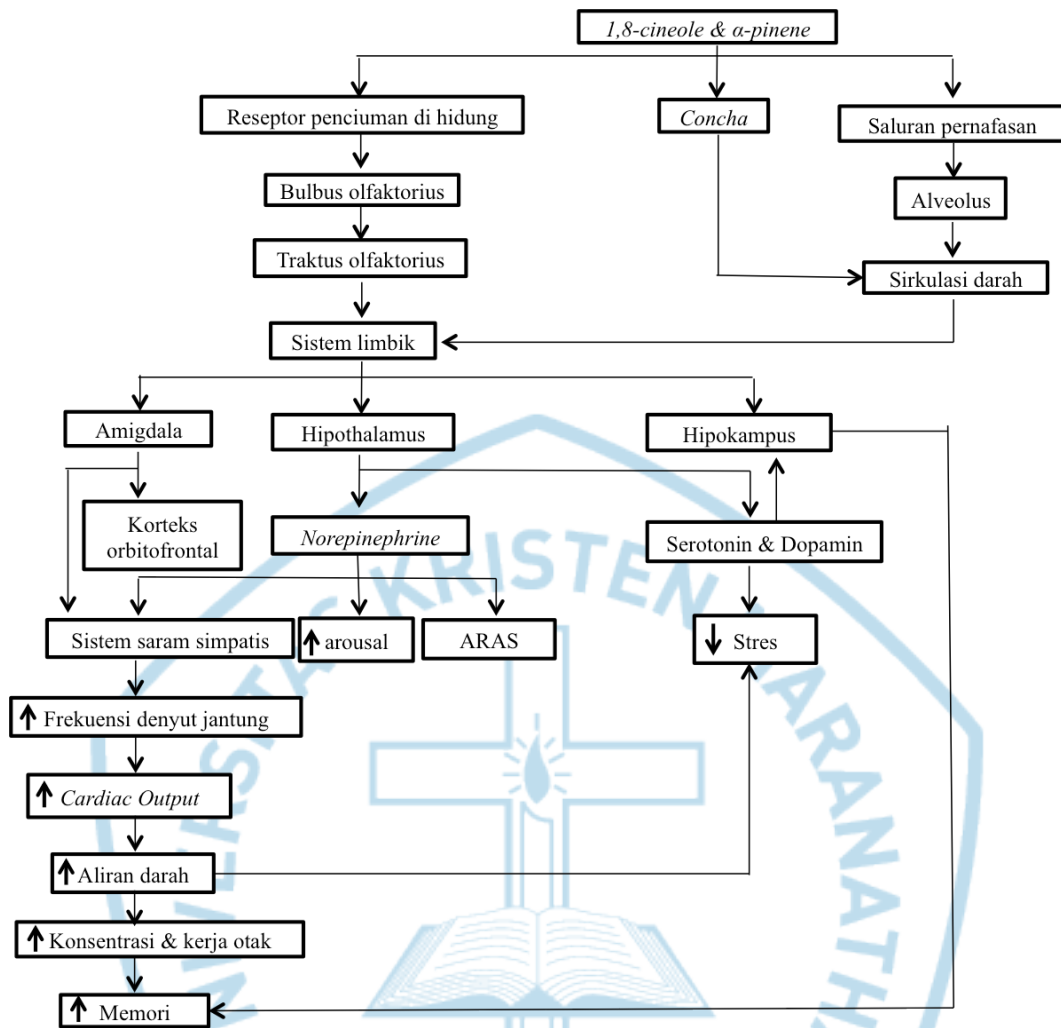 1,8-cineole & α-pinene
Reseptor penciuman di hidung
Concha
Saluran pernafasan
Bulbus olfaktorius
Alveolus
Traktus olfaktorius
Sirkulasi darah
Sistem limbik
Amigdala
Hipothalamus
Hipokampus
Korteks
orbitofrontal
Norepinephrine
Serotonin & Dopamin
Sistem saram simpatis
↑ arousal
ARAS
↓ Stres
↑ Frekuensi denyut jantung
↑ Cardiac Output
↑ Aliran darah
↑ Konsentrasi & kerja otak
↑ Memori
KRISTEN